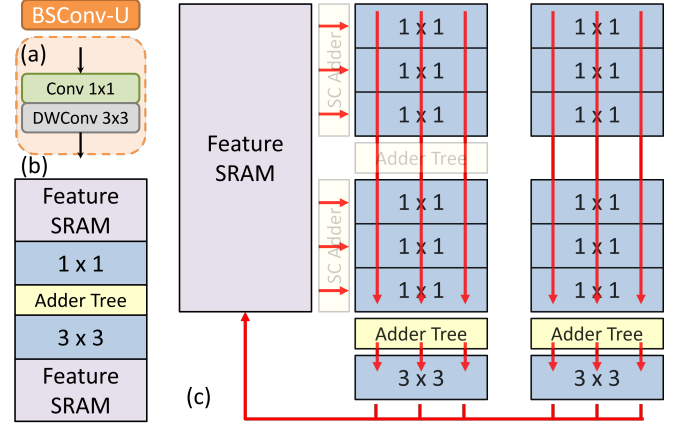 BSConv-U
(a)
Conv 1x1
DWConv 3x3
(b)
Feature
SRAM
1 x 1
Adder Tree
3 x 3
Feature
SRAM
Feature
SRAM
SC Adder
1 x 1
1 x 1
1 x 1
1 x 1
1 x 1
1 x 1
Adder Tree
SC Adder
1 x 1
1 x 1
1 x 1
1 x 1
1 x 1
1 x 1
Adder Tree
Adder Tree
3 x 3
3 x 3
(c)